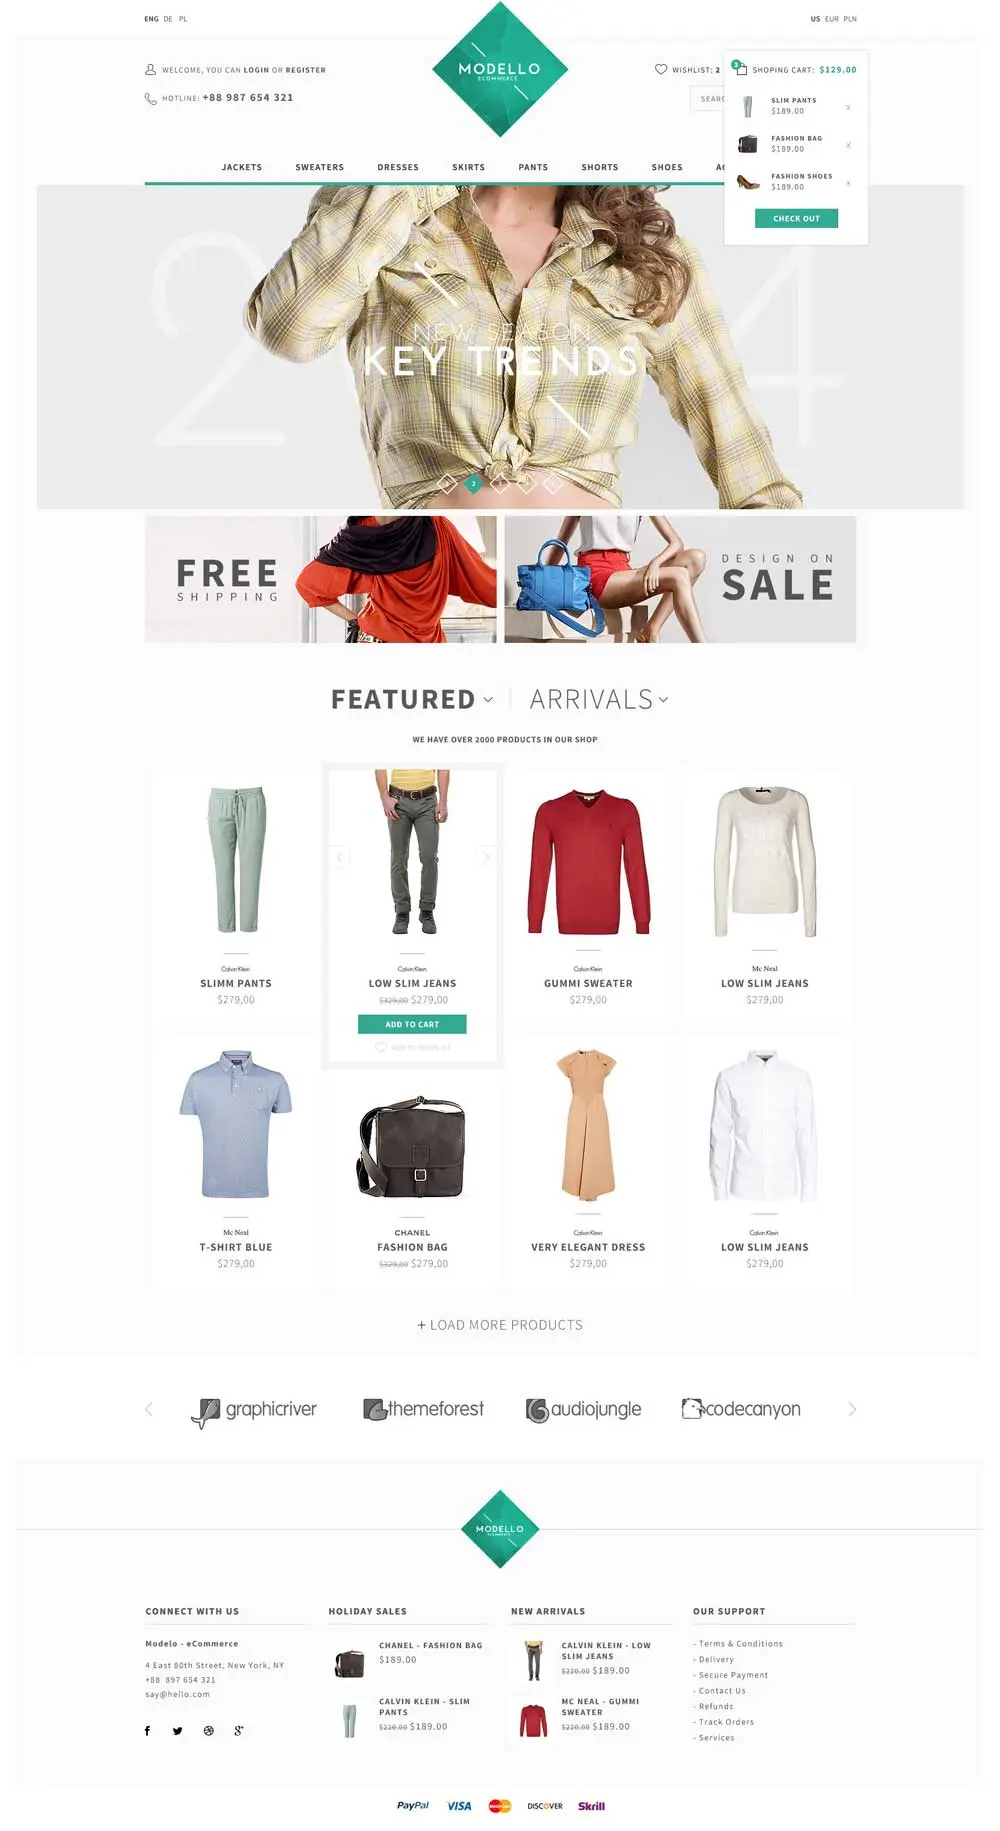 ENG DE PL
US EUR PLN
WELCOME, YOU CAN LOGIN OR REGISTER
HOTLINE: +88 987 654 321
MODELLO
ECOMMERCE
WISHLIST: 2
3 SHOPING CART: $129.00
SEARC
SLIM PANTS
$189.00
x
FASHION BAG
$189.00
x
FASHION SHOES
$189.00
x
CHECK OUT
JACKETS SWEATERS DRESSES SKIRTS PANTS SHORTS SHOES
2 4
NEW SEASON
KEY TRENDS
2
FREE
SHIPPING
DESIGN ON
SALE
FEATURED ARRIVALS
WE HAVE OVER 2000 PRODUCTS IN OUR SHOP
Calvin Klein
SLIMM PANTS
$279,00
Calvin Klein
LOW SLIM JEANS
$329,00 $279,00
ADD TO CART
ADD TO WISHLIST
Calvin Klein
GUMMI SWEATER
$279,00
Mc Neal
LOW SLIM JEANS
$279,00
Mc Neal
T-SHIRT BLUE
$279,00
CHANEL
FASHION BAG
$329,00 $279,00
Calvin Klein
VERY ELEGANT DRESS
$279,00
Calvin Klein
LOW SLIM JEANS
$279,00
+ LOAD MORE PRODUCTS
graphicriver themeforest audiojungle codecanyon
MODELLO
ECOMMERCE
CONNECT WITH US
Modelo - eCommerce
4 East 80th Street, New York, NY
+88 897 654 321
say@hello.com
HOLIDAY SALES
CHANEL - FASHION BAG
$189.00
CALVIN KLEIN - SLIM
PANTS
$220.00 $189.00
NEW ARRIVALS
CALVIN KLEIN - LOW
SLIM JEANS
$220.00 $189.00
MC NEAL - GUMMI
SWEATER
$220.00 $189.00
OUR SUPPORT
- Terms & Conditions
- Delivery
- Secure Payment
- Contact Us
- Refunds
- Track Orders
- Services
PayPal VISA MasterCard DISCOVER Skrill